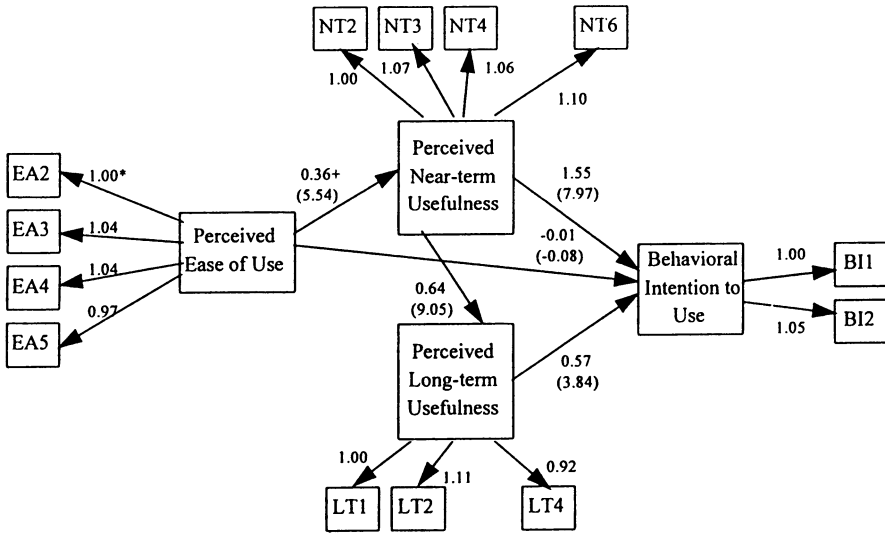 NT2
NT3
NT4
NT6
1.00
1.07
1.06
1.10
EA2
EA3
EA4
EA5
1.00*
1.04
1.04
0.97
Perceived
Ease of Use
0.36+
(5.54)
Perceived
Near-term
Usefulness
1.55
(7.97)
-0.01
(-0.08)
0.64
(9.05)
Perceived
Long-term
Usefulness
0.57
(3.84)
Behavioral
Intention to
Use
1.00
1.05
BI1
BI2
1.00
1.11
0.92
LT1
LT2
LT4